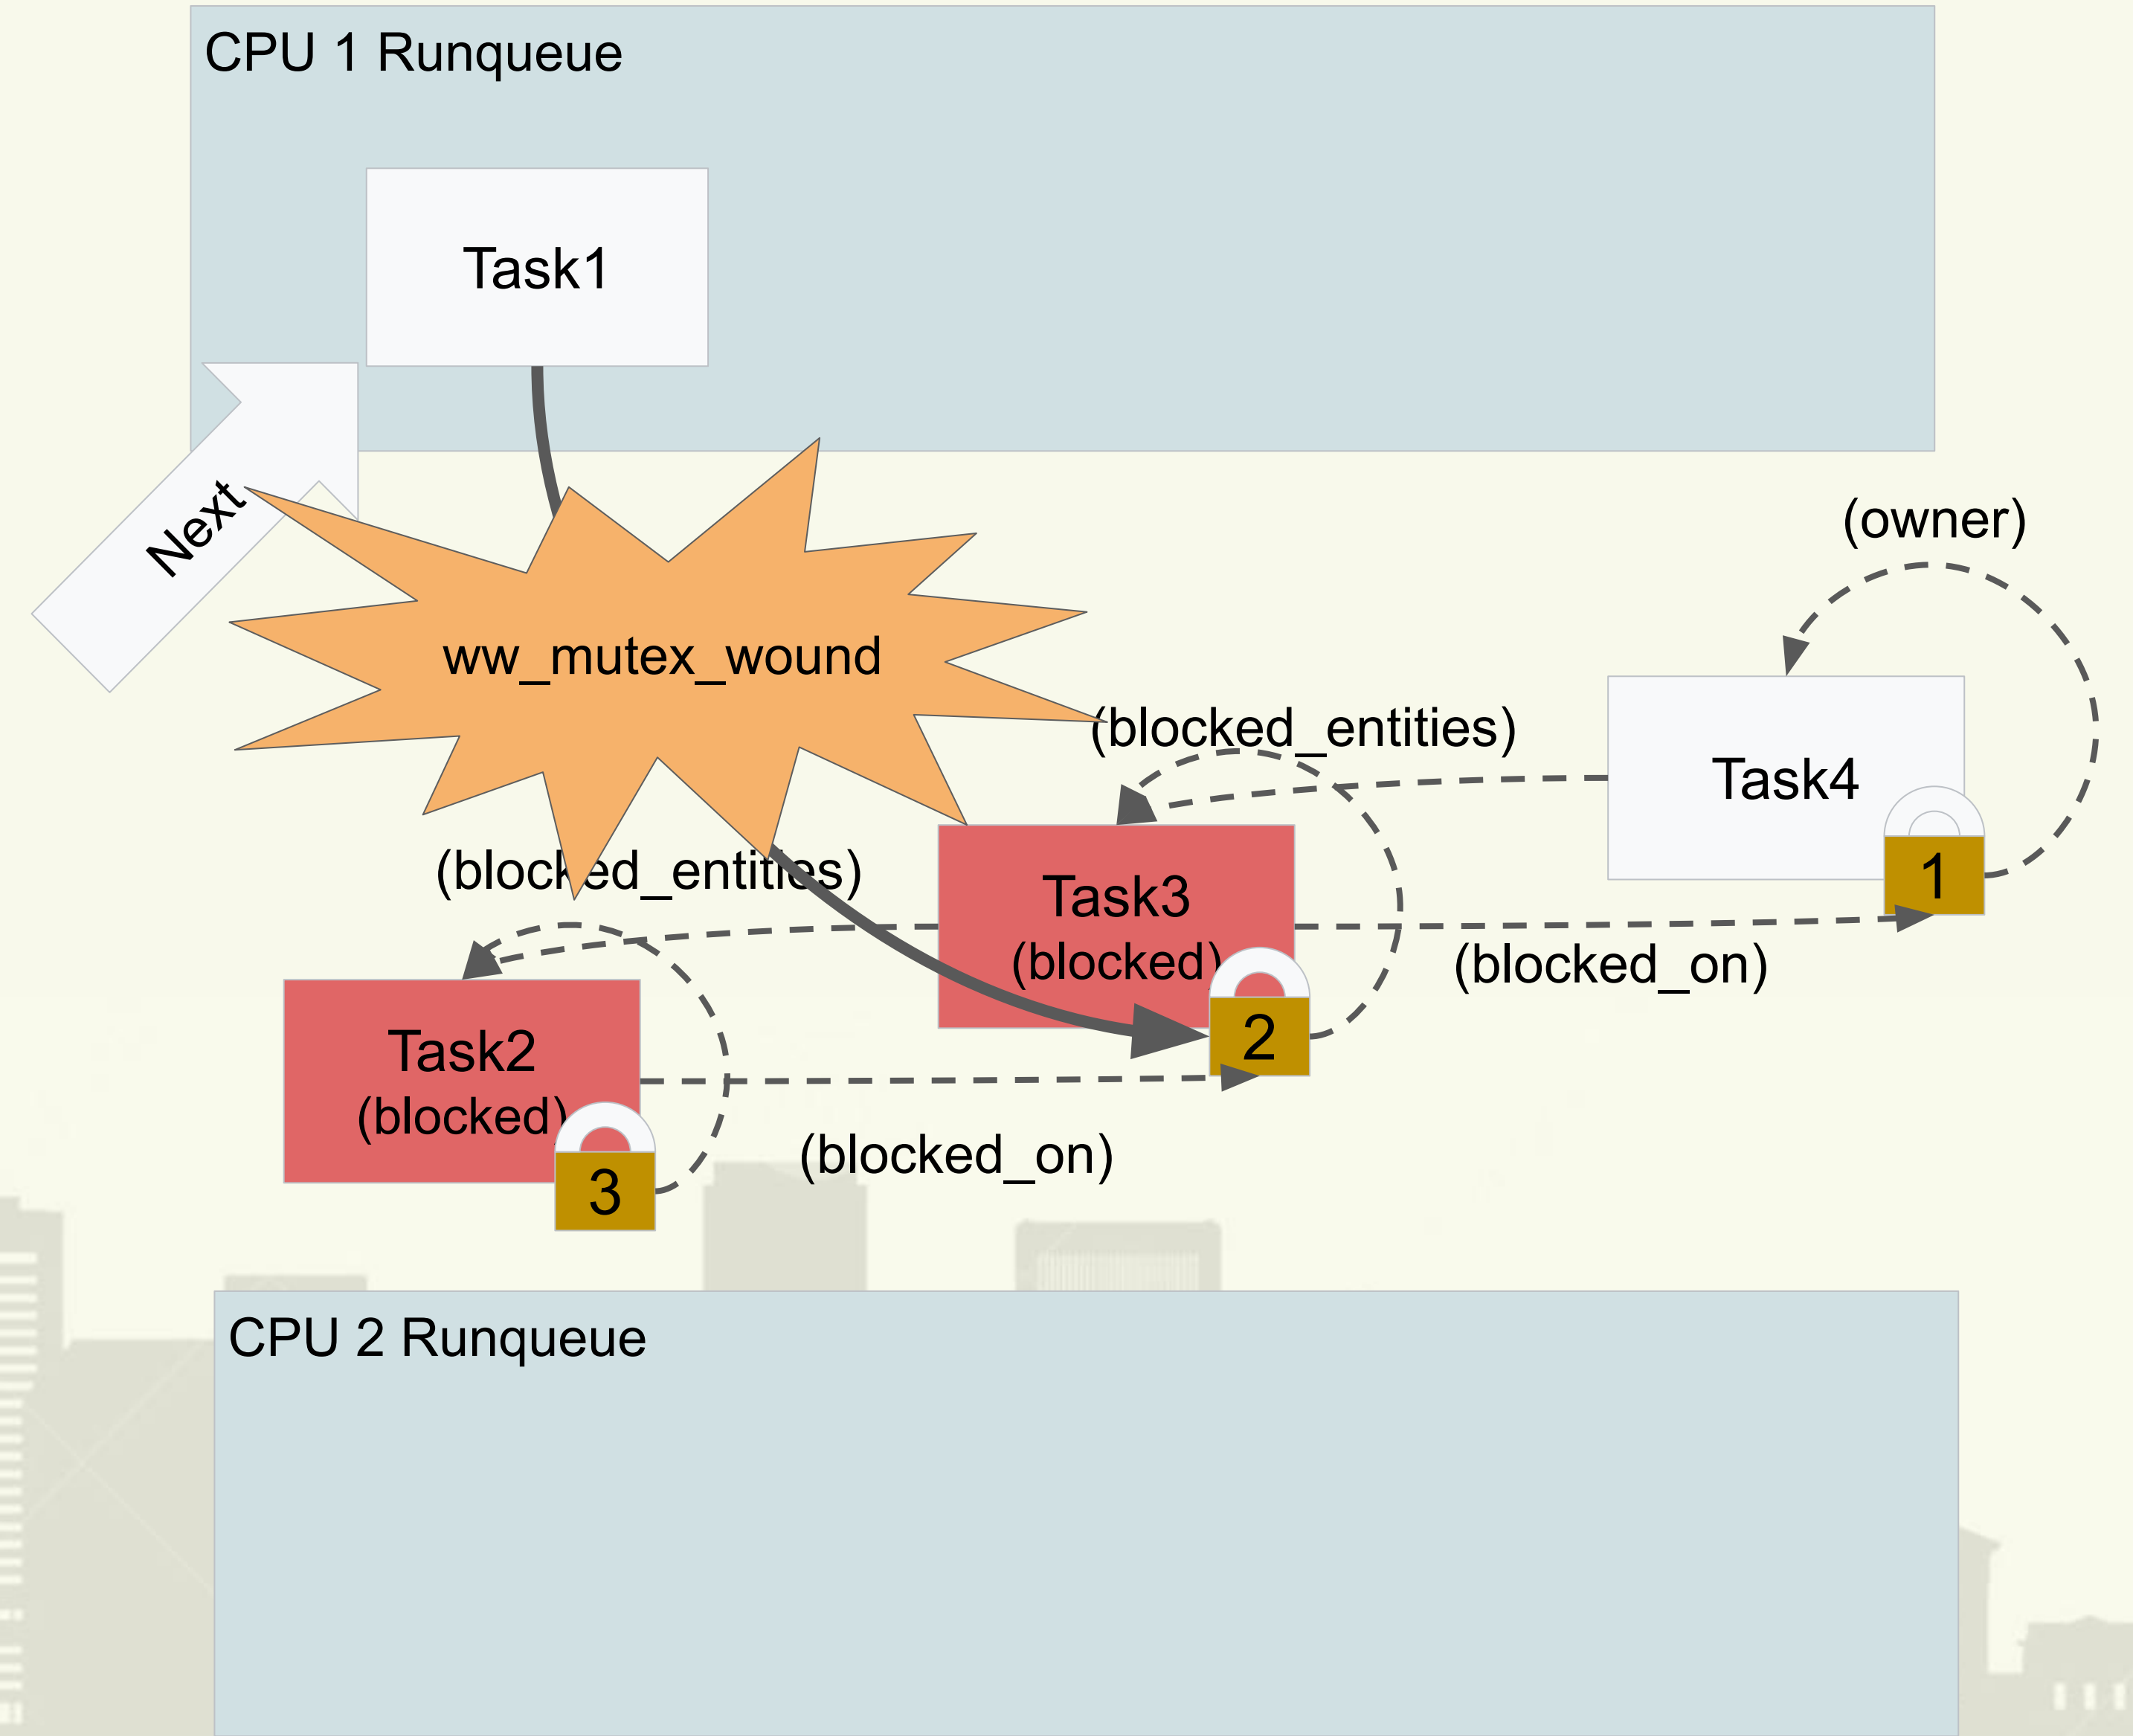 CPU 1 Runqueue
Task1
Next
(owner)
ww_mutex_wound
(blocked_entities)
Task4
1
(blocked_entities)
Task3
(blocked)
(blocked_on)
2
Task2
(blocked)
(blocked_on)
3
CPU 2 Runqueue